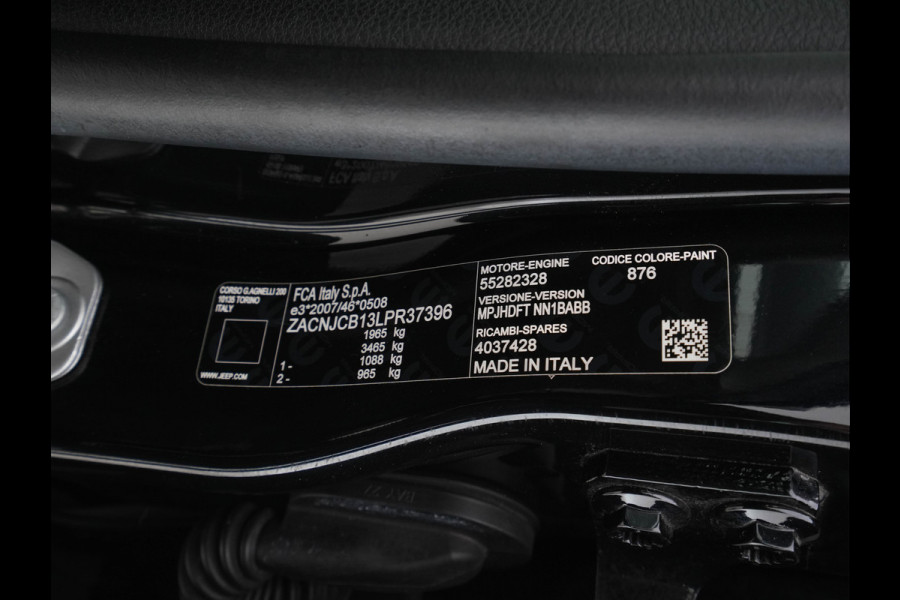 CORSO G.AGNELLI 200
10135 TORINO
ITALY
WWW.JEEP.COM
FCA Italy S.p.A.
e3*2007/46*0508
ZACNJCB13LPR37396
1965 kg
3465 kg
1- 1088 kg
2- 965 kg
MOTORE-ENGINE
55282328
VERSIONE-VERSION
MPJHDFT NN1BABB
RICAMBI-SPARES
4037428
MADE IN ITALY
CODICE COLORE-PAINT
876